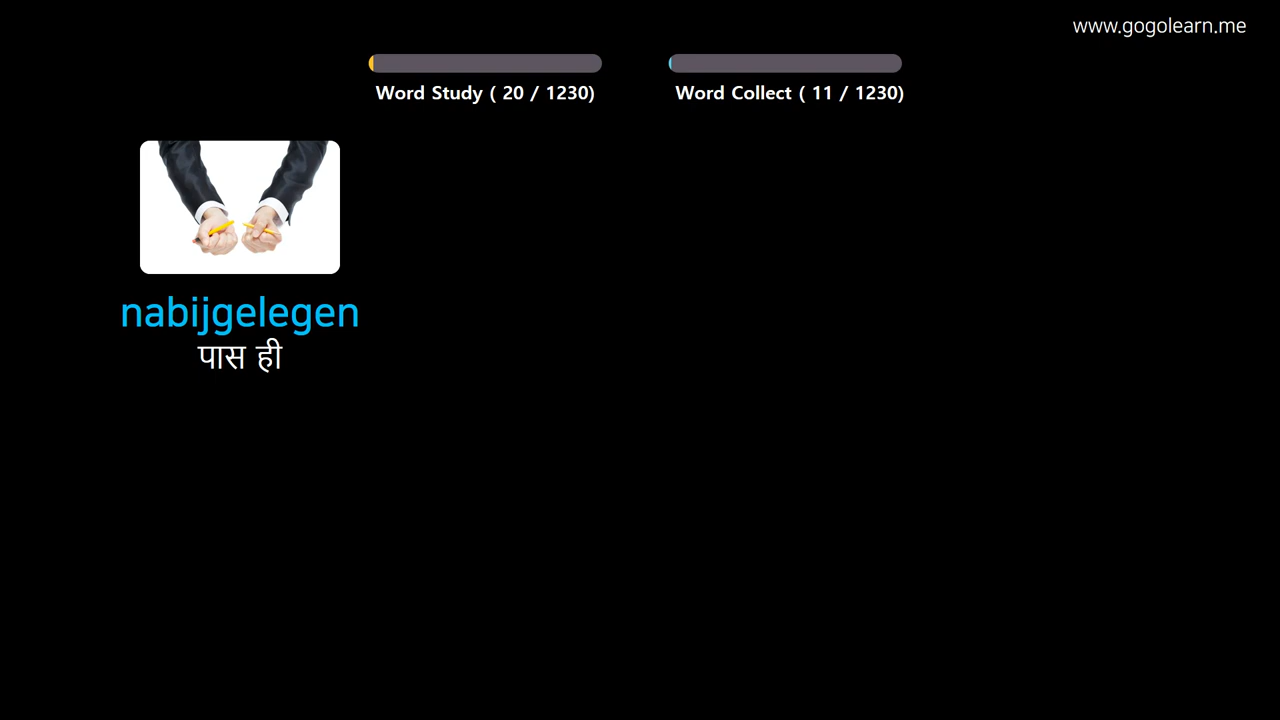 www.gogolearn.me
Word Study ( 20 / 1230)
Word Collect ( 11 / 1230)
nabijgelegen
पास ही